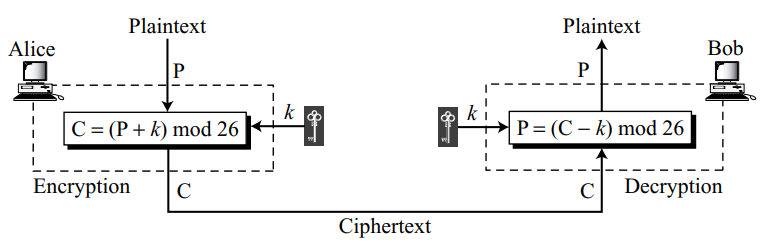 Plaintext
Plaintext
Alice
Bob
P
P
k
k
C = (P + k) mod 26
P = (C − k) mod 26
Encryption
C
C
Decryption
Ciphertext